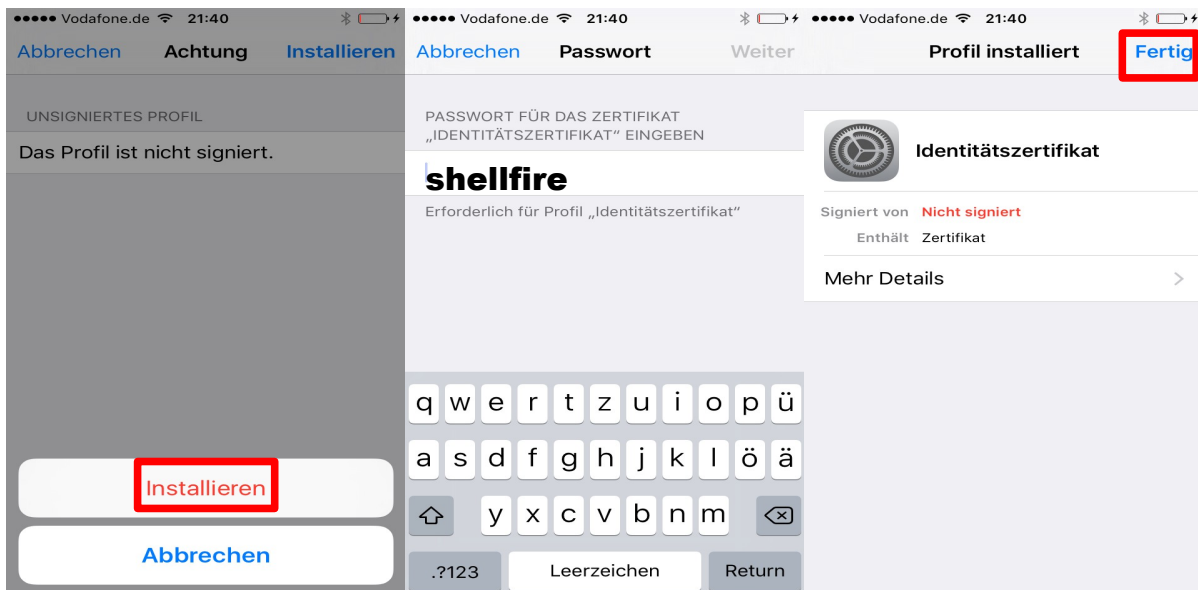 Vodafone.de 21:40
Abbrechen Achtung Installieren
UNSIGNIERTES PROFIL
Das Profil ist nicht signiert.
Installieren
Abbrechen
Vodafone.de 21:40
Abbrechen Passwort Weiter
PASSWORT FÜR DAS ZERTIFIKAT
„IDENTITÄTSZERTIFIKAT“ EINGEBEN
shellfire
Erforderlich für Profil „Identitätszertifikat“
q w e r t z u i o p ü
a s d f g h j k l ö ä
y x c v b n m
.?123 Leerzeichen Return
Vodafone.de 21:40
Profil installiert Fertig
Identitätszertifikat
Signiert von Nicht signiert
Enthält Zertifikat
Mehr Details